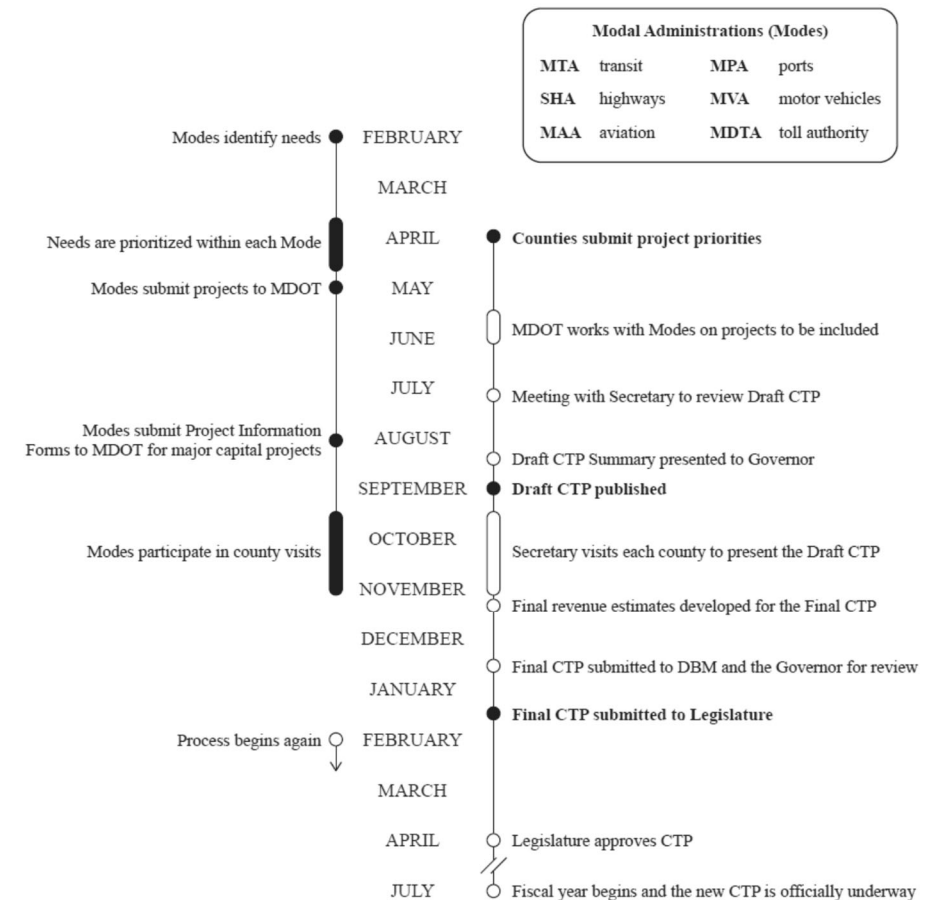 Modal Administrations (Modes)
MTA transit MPA ports
SHA highways MVA motor vehicles
MAA aviation MDTA toll authority
Modes identify needs FEBRUARY
MARCH
Needs are prioritized within each Mode APRIL Counties submit project priorities
Modes submit projects to MDOT MAY
MDOT works with Modes on projects to be included
JUNE
JULY
Meeting with Secretary to review Draft CTP
Modes submit Project Information
Forms to MDOT for major capital projects
AUGUST
Draft CTP Summary presented to Governor
SEPTEMBER Draft CTP published
OCTOBER
Modes participate in county visits Secretary visits each county to present the Draft CTP
NOVEMBER
Final revenue estimates developed for the Final CTP
DECEMBER
Final CTP submitted to DBM and the Governor for review
JANUARY
Final CTP submitted to Legislature
Process begins again FEBRUARY
MARCH
APRIL Legislature approves CTP
JULY Fiscal year begins and the new CTP is officially underway